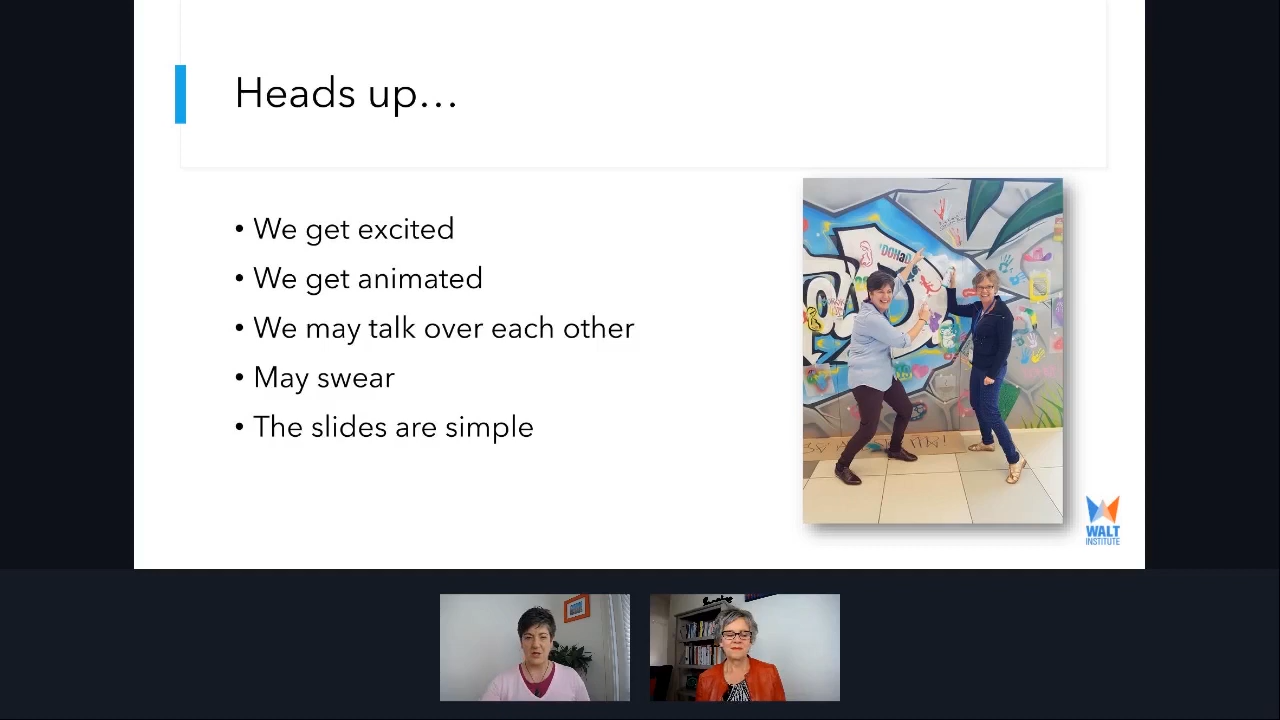 Heads up...
• We get excited
• We get animated
• We may talk over each other
• May swear
• The slides are simple
DOHaD
WALT
INSTITUTE